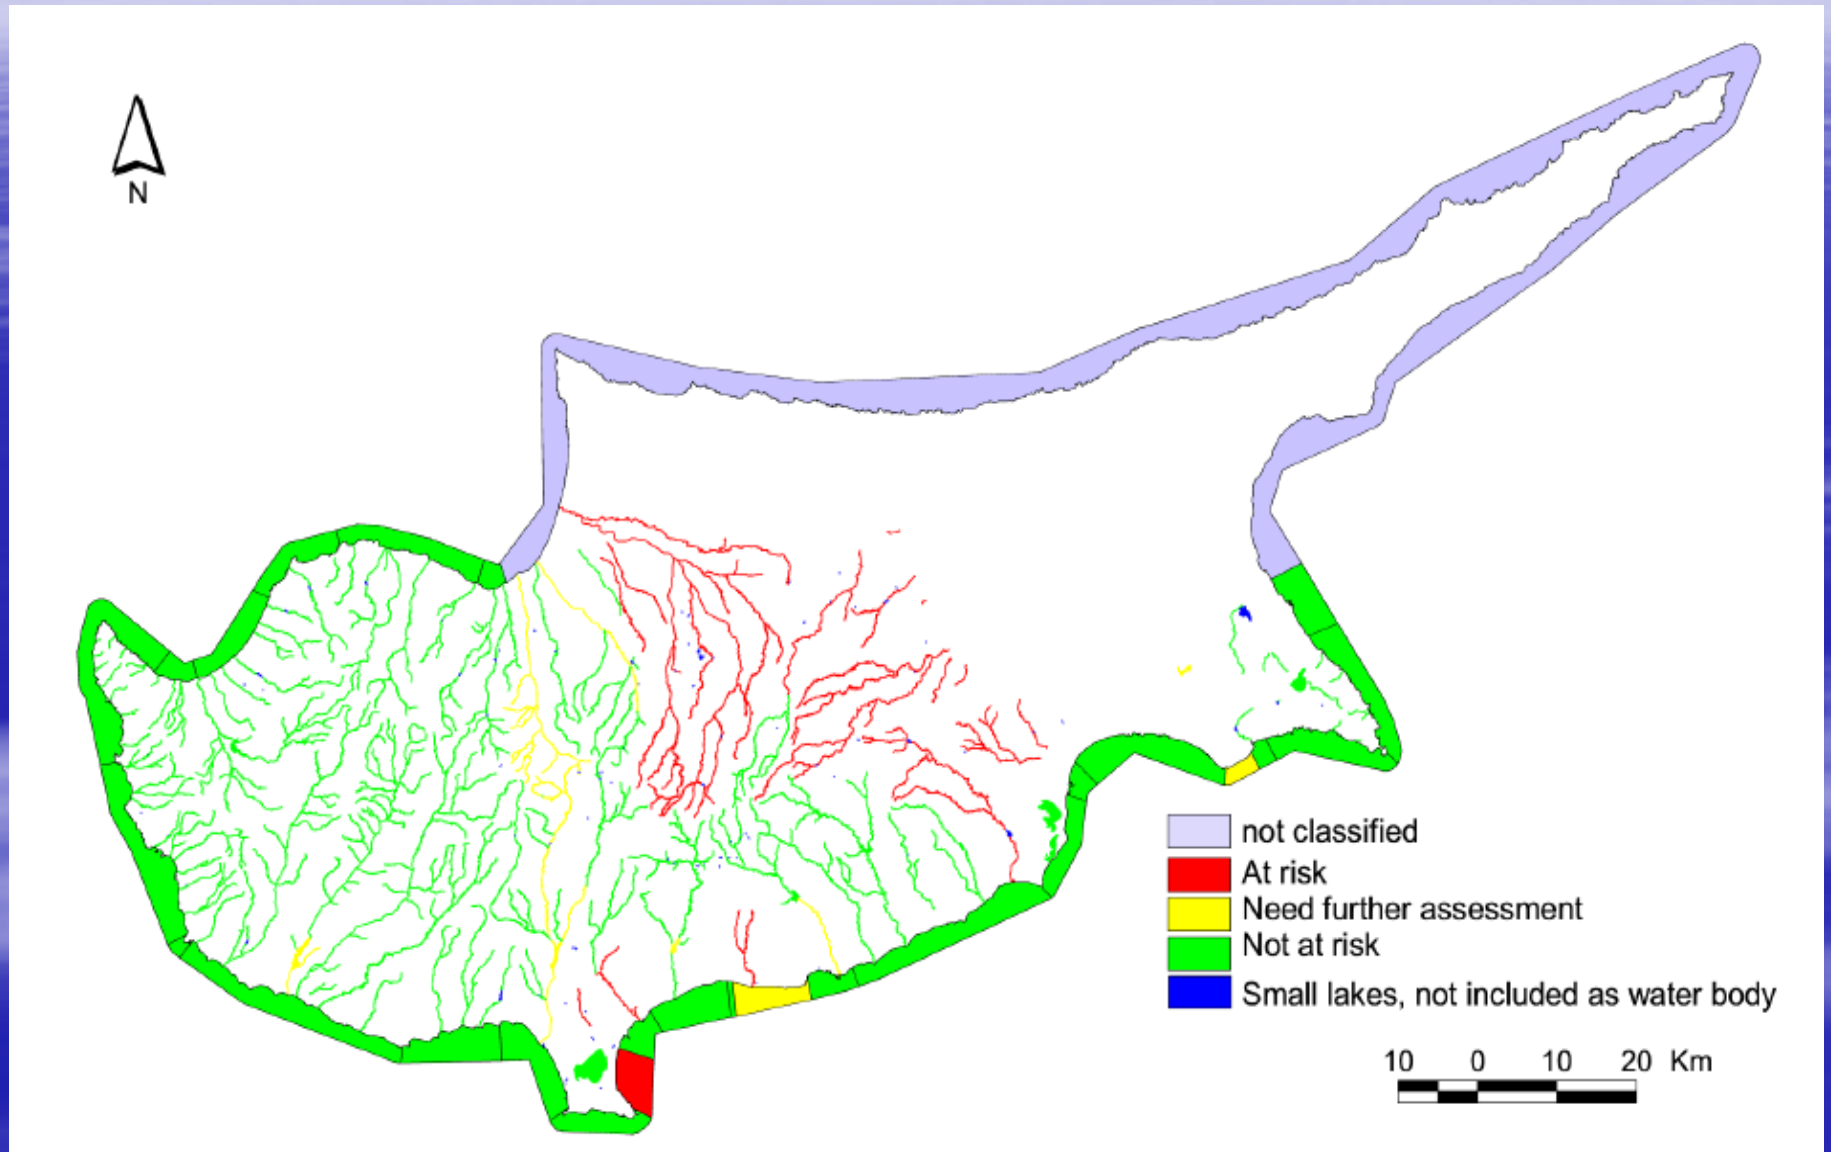 N
not classified
At risk
Need further assessment
Not at risk
Small lakes, not included as water body
10 0 10 20 Km